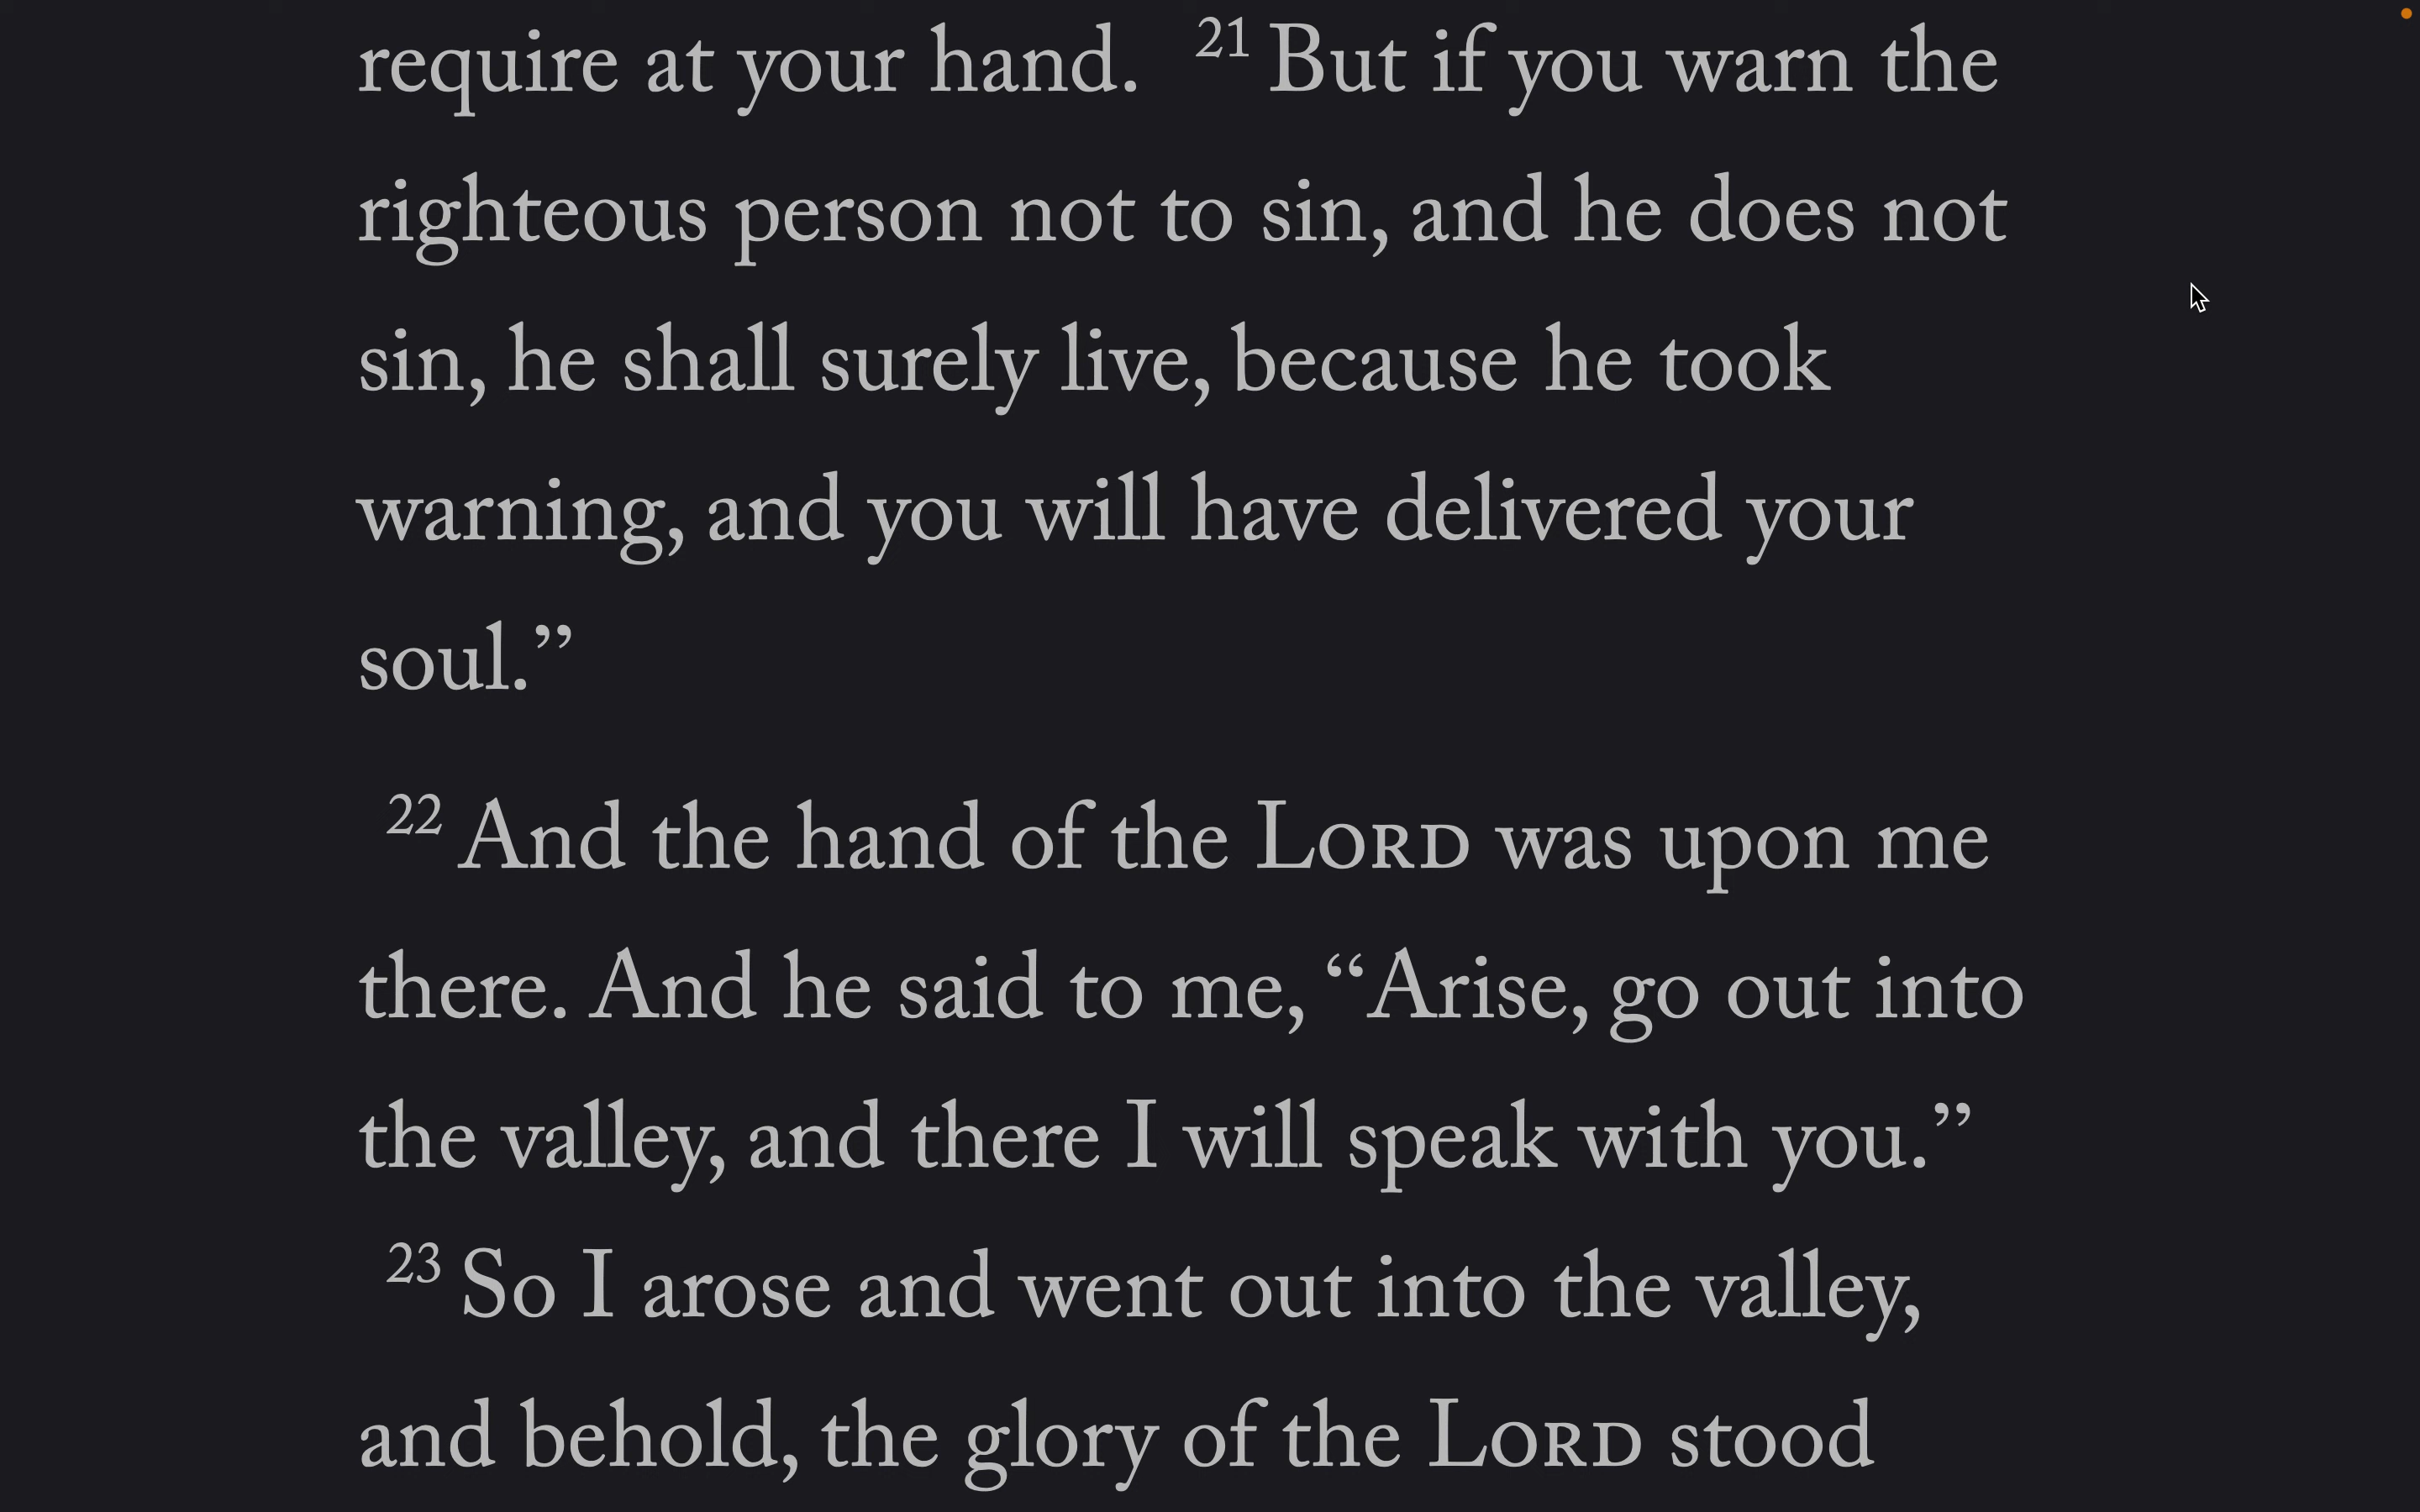 require at your hand. 21 But if you warn the
righteous person not to sin, and he does not
sin, he shall surely live, because he took
warning, and you will have delivered your
soul.”
22 And the hand of the LORD was upon me
there. And he said to me, “Arise, go out into
the valley, and there I will speak with you.”
23 So I arose and went out into the valley,
and behold, the glory of the LORD stood